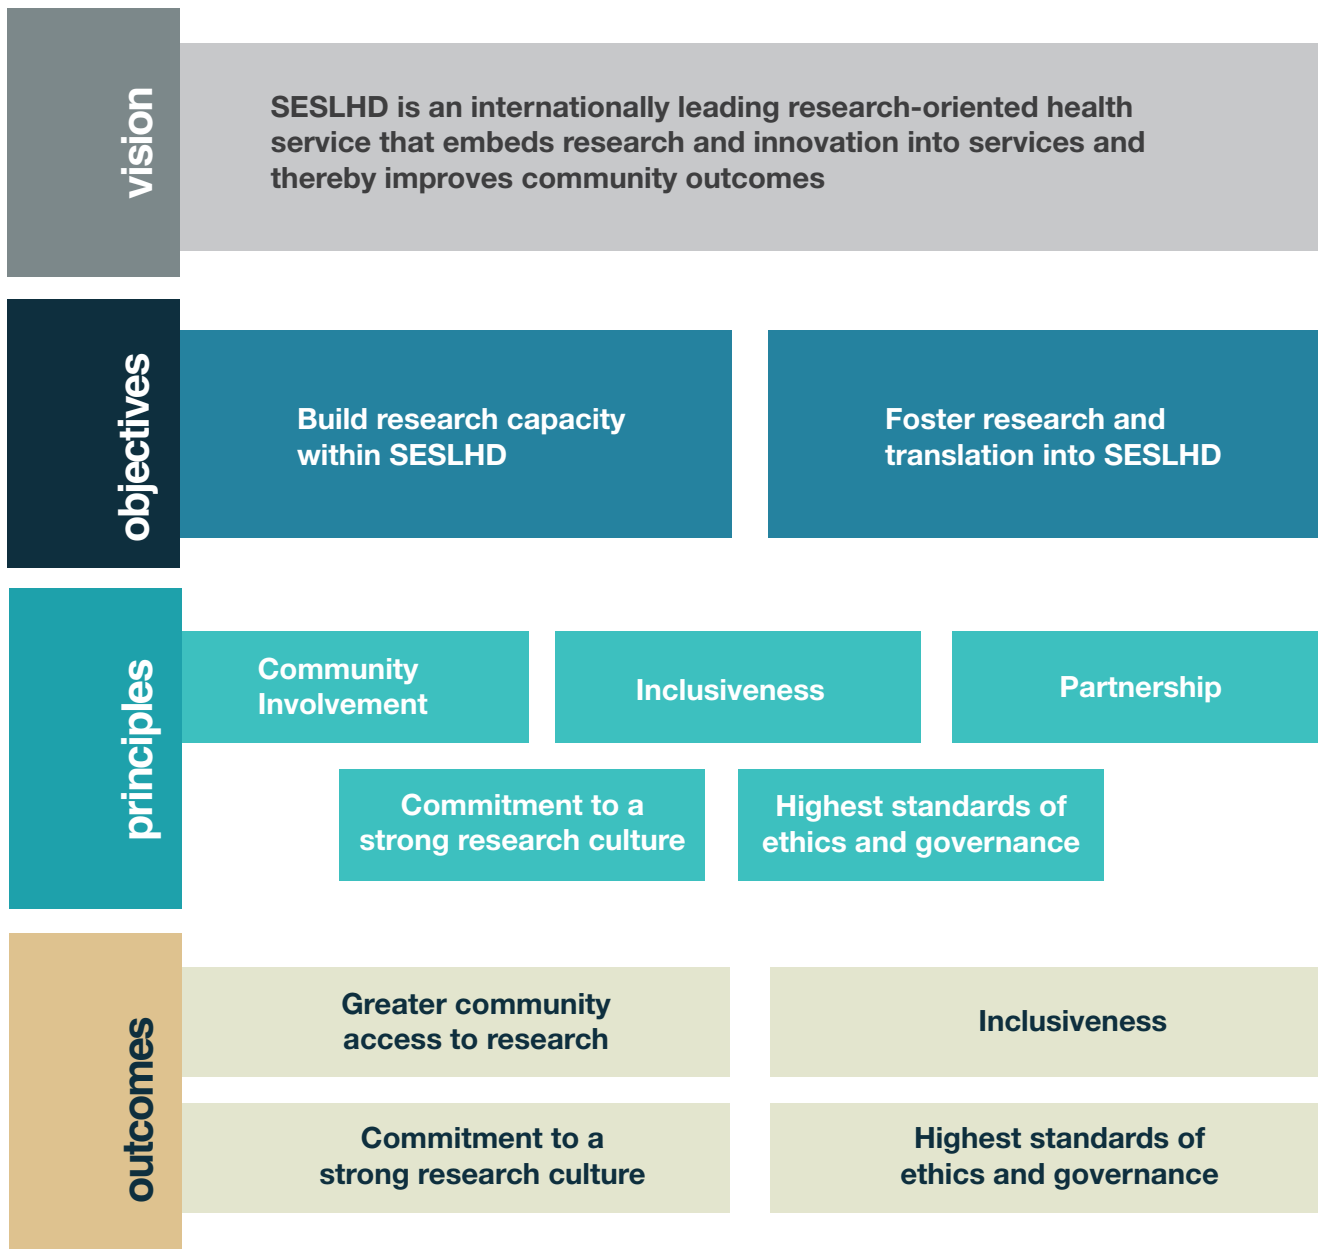 vision
SESLHD is an internationally leading research-oriented health
service that embeds research and innovation into services and
thereby improves community outcomes
objectives
Build research capacity
within SESLHD
Foster research and
translation into SESLHD
principles
Community
Involvement
Inclusiveness
Partnership
Commitment to a
strong research culture
Highest standards of
ethics and governance
outcomes
Greater community
access to research
Inclusiveness
Commitment to a
strong research culture
Highest standards of
ethics and governance